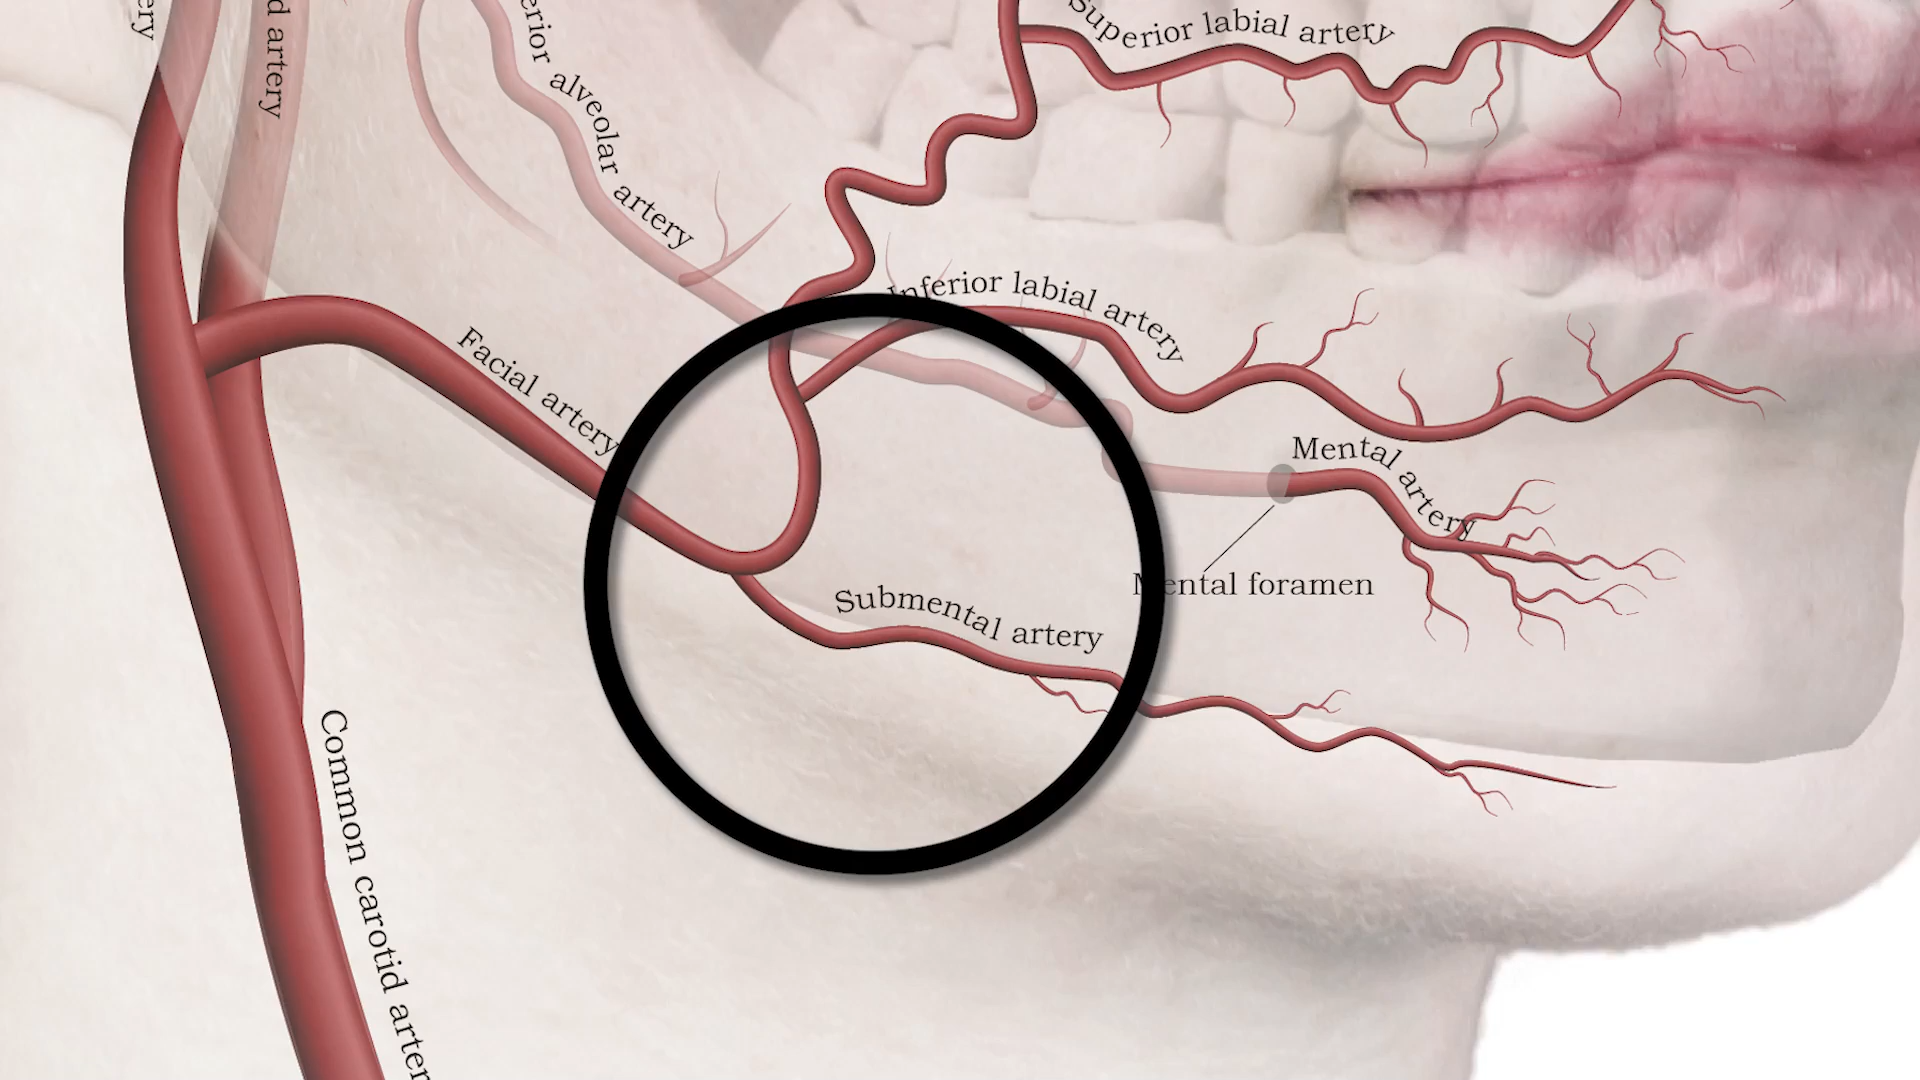 Superior labial artery
artery
alveolar artery
Inferior labial artery
Facial artery
Mental artery
Mental foramen
Submental artery
Common carotid